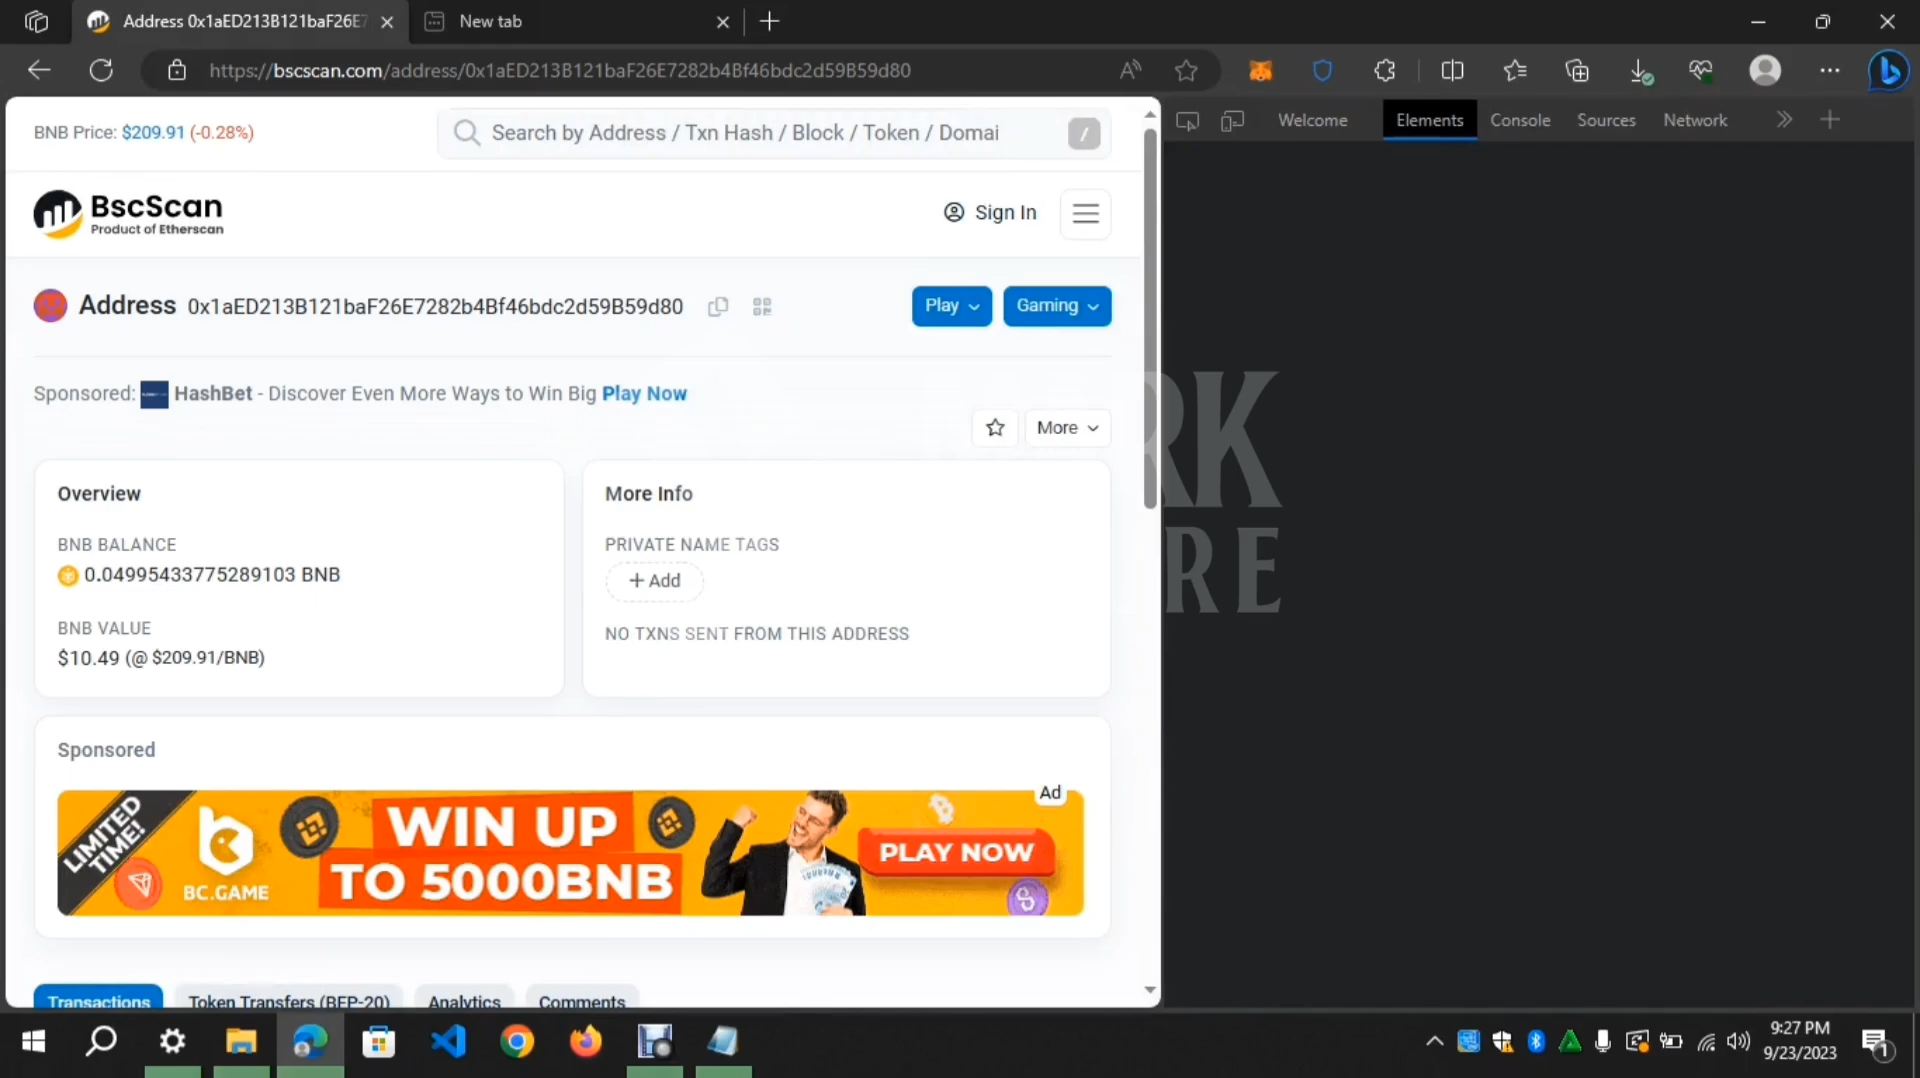 Address 0x1aED213B121baF26E7
New tab
https://bscscan.com/address/0x1aED213B121baF26E7282b4Bf46bdc2d59B59d80
BNB Price: $209.91 (-0.28%)
Search by Address / Txn Hash / Block / Token / Domai
/
Welcome
Elements
Console
Sources
Network
BscScan
Product of Etherscan
Sign In
Address 0x1aED213B121baF26E7282b4Bf46bdc2d59B59d80
Play
Gaming
Sponsored: HashBet - Discover Even More Ways to Win Big Play Now
More
RK
RE
Overview
BNB BALANCE
0.04995433775289103 BNB
BNB VALUE
$10.49 (@ $209.91/BNB)
More Info
PRIVATE NAME TAGS
+ Add
NO TXNS SENT FROM THIS ADDRESS
Sponsored
Ad
LIMITED
TIME!
BC.GAME
WIN UP
TO 5000BNB
PLAY NOW
Transactions
Token Transfers (BEP-20)
Analytics
Comments
9:27 PM
9/23/2023
1